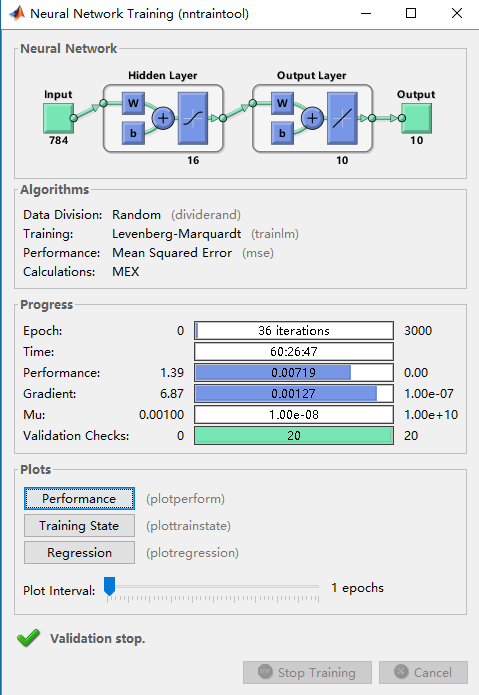 Neural Network Training (nntraintool)
Neural Network
Hidden Layer
Output Layer
Input
Output
W
W
b
b
784
10
16
10
Algorithms
Data Division: Random (dividerand)
Training: Levenberg-Marquardt (trainlm)
Performance: Mean Squared Error (mse)
Calculations: MEX
Progress
Epoch: 0 36 iterations 3000
Time: 60:26:47
Performance: 1.39 0.00719 0.00
Gradient: 6.87 0.00127 1.00e-07
Mu: 0.00100 1.00e-08 1.00e+10
Validation Checks: 0 20 20
Plots
Performance (plotperform)
Training State (plottrainstate)
Regression (plotregression)
Plot Interval: 1 epochs
Validation stop.
Stop Training Cancel